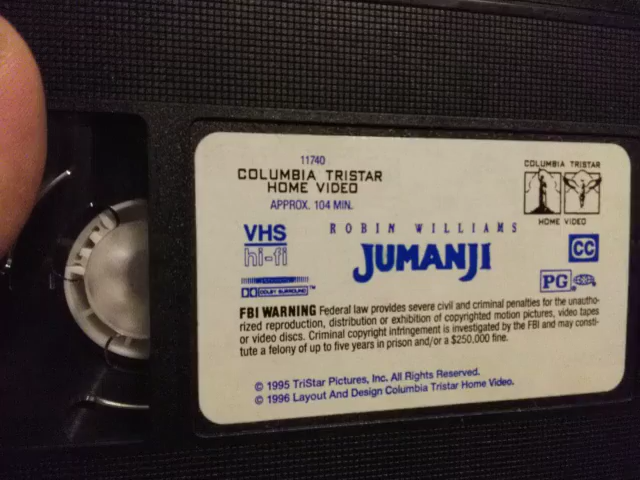 11740
COLUMBIA TRISTAR
HOME VIDEO
APPROX. 104 MIN.
COLUMBIA TRISTAR
HOME VIDEO
VHS
hi-fi
ROBIN WILLIAMS
JUMANJI
CC
PG
DOLBY SURROUND™
FBI WARNING Federal law provides severe civil and criminal penalties for the unautho-
rized reproduction, distribution or exhibition of copyrighted motion pictures, video tapes
or video discs. Criminal copyright infringement is investigated by the FBI and may consti-
tute a felony of up to five years in prison and/or a $250,000 fine.
© 1995 TriStar Pictures, Inc. All Rights Reserved.
© 1996 Layout And Design Columbia Tristar Home Video.